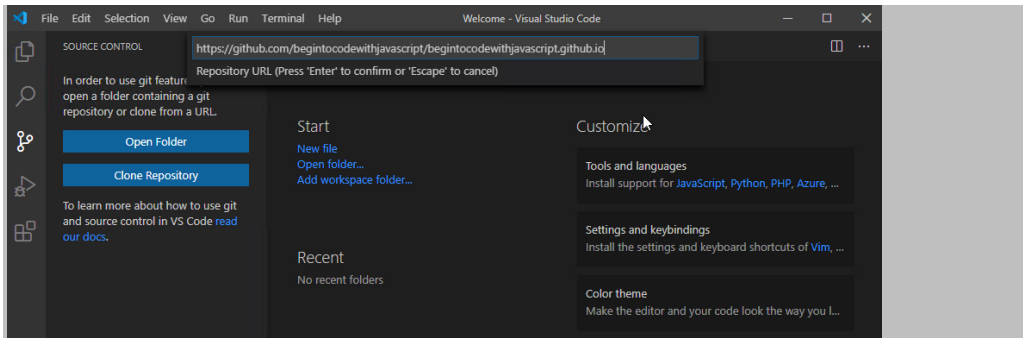 File Edit Selection View Go Run Terminal Help Welcome - Visual Studio Code
SOURCE CONTROL
https://github.com/begintocodewithjavascript/begintocodewithjavascript.github.io
Repository URL (Press 'Enter' to confirm or 'Escape' to cancel)
In order to use git feature
open a folder containing a git
repository or clone from a URL.
Open Folder
Clone Repository
To learn more about how to use git
and source control in VS Code read
our docs.
Start
New file
Open folder...
Add workspace folder...
Recent
No recent folders
Customize
Tools and languages
Install support for JavaScript, Python, PHP, Azure, ...
Settings and keybindings
Install the settings and keyboard shortcuts of Vim, ...
Color theme
Make the editor and your code look the way you l...